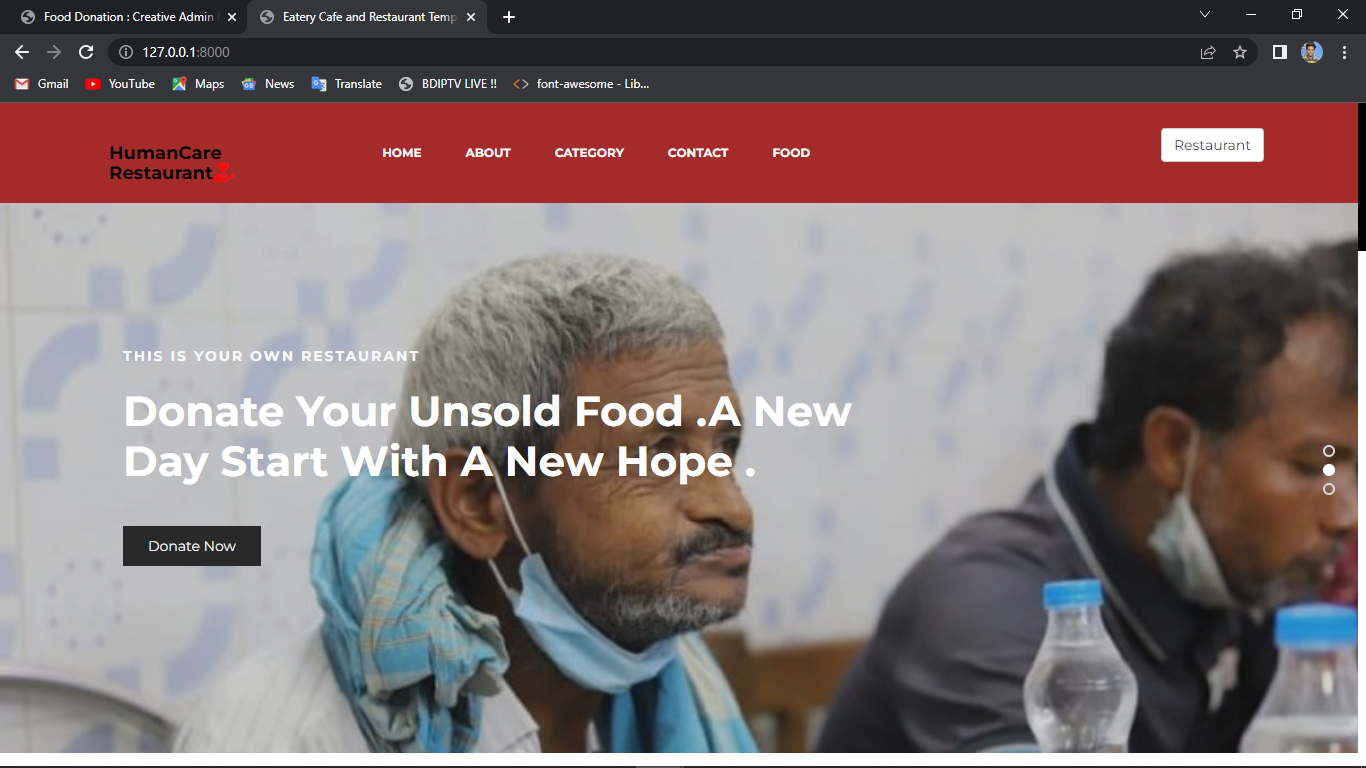 Food Donation : Creative Admin
Eatery Cafe and Restaurant Temp
127.0.0.1:8000
Gmail
YouTube
Maps
News
Translate
BDIPTV LIVE !!
font-awesome - Lib...
HumanCare
Restaurant
HOME
ABOUT
CATEGORY
CONTACT
FOOD
Restaurant
THIS IS YOUR OWN RESTAURANT
Donate Your Unsold Food .A New
Day Start With A New Hope .
Donate Now